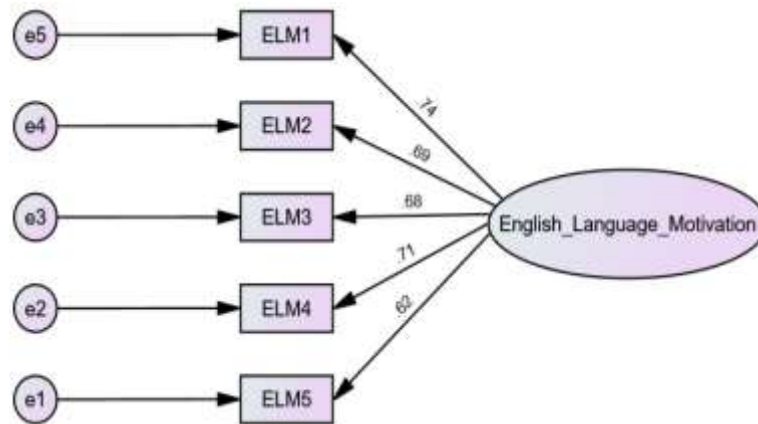 e5
ELM1
.74
e4
ELM2
.69
e3
ELM3
.68
English_Language_Motivation
.71
e2
ELM4
.62
e1
ELM5